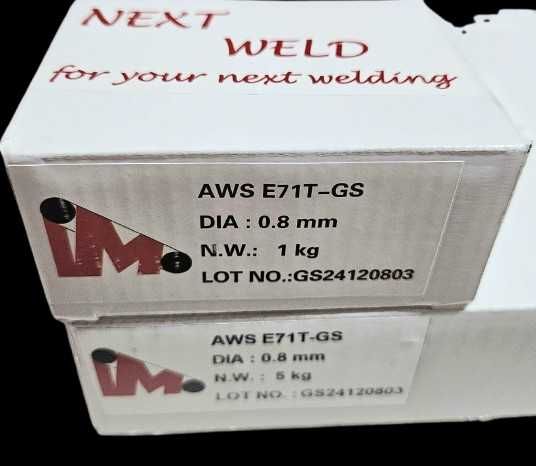 NEXT
WELD
for your next welding
AWS E71T-GS
DIA : 0.8 mm
N.W.: 1 kg
LOT NO.:GS24120803
AWS E71T-GS
DIA : 0.8 mm
N.W. : 5 kg
LOT NO. : GS24120803